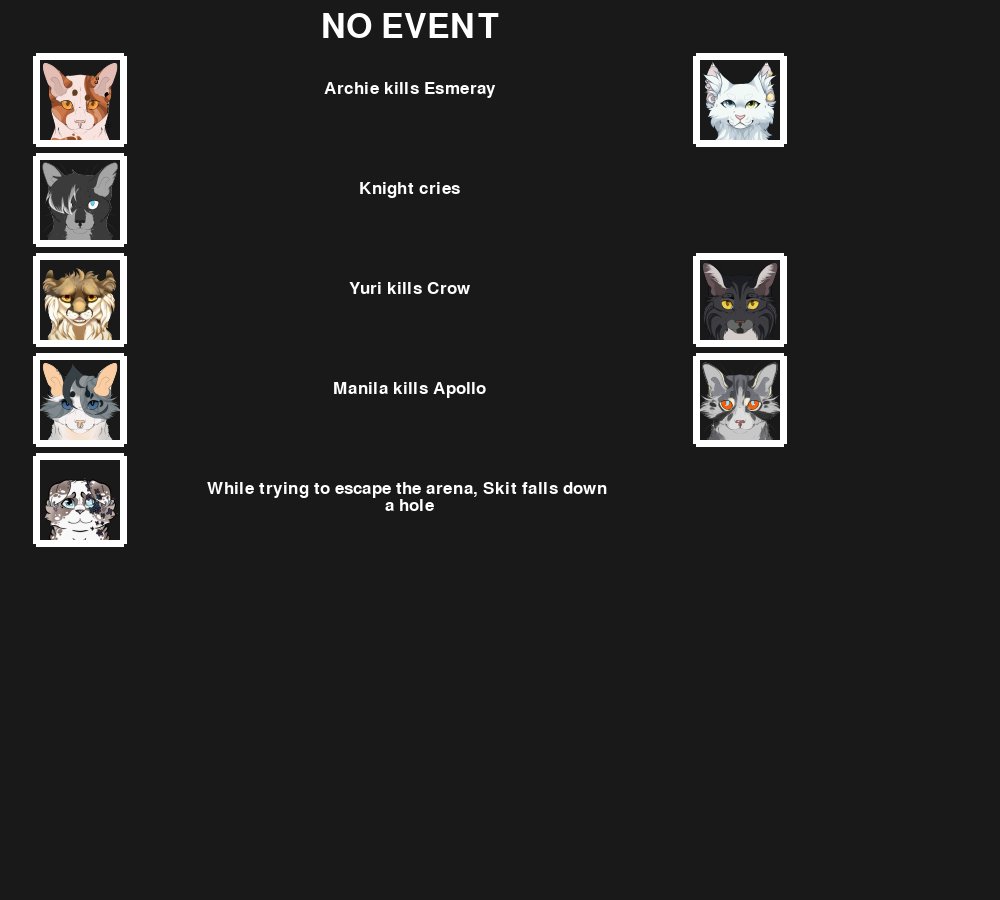 NO EVENT
Archie kills Esmeray
Knight cries
Yuri kills Crow
Manila kills Apollo
While trying to escape the arena, Skit falls down
a hole